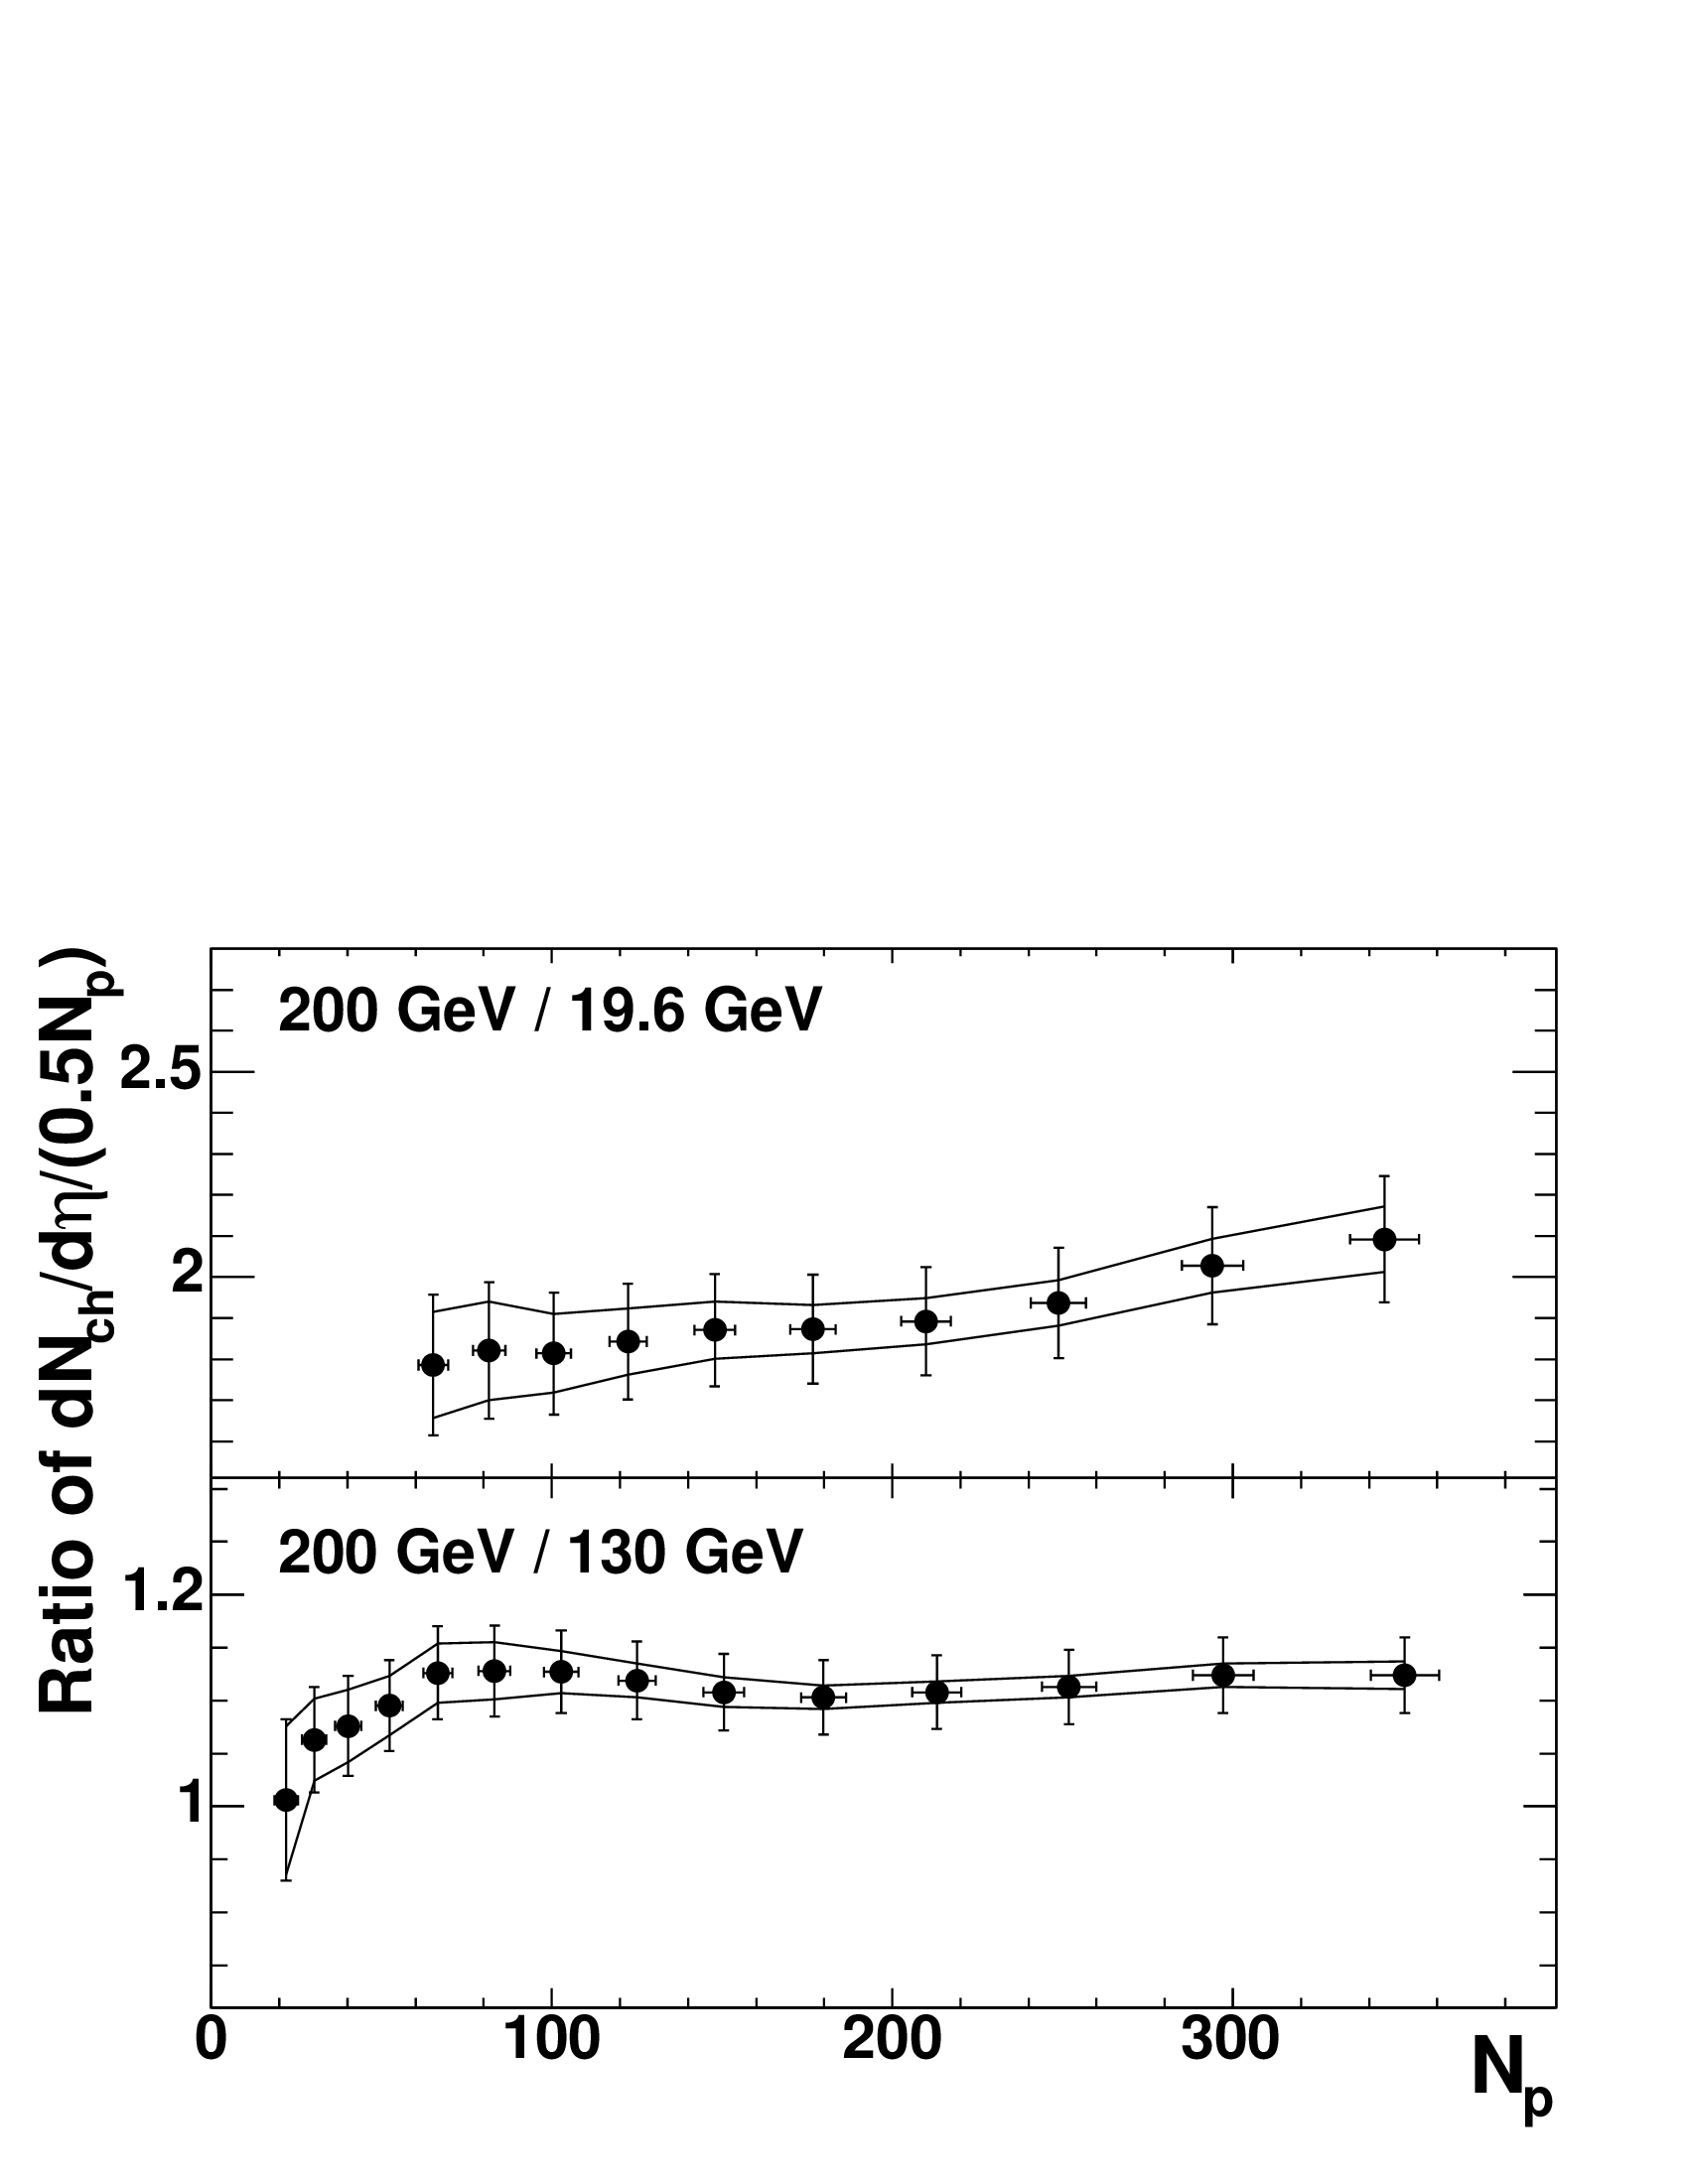 Ratio of dN_ch/dη/(0.5N_p)
200 GeV / 19.6 GeV
2.5
2
200 GeV / 130 GeV
1.2
1
0 100 200 300
N_p